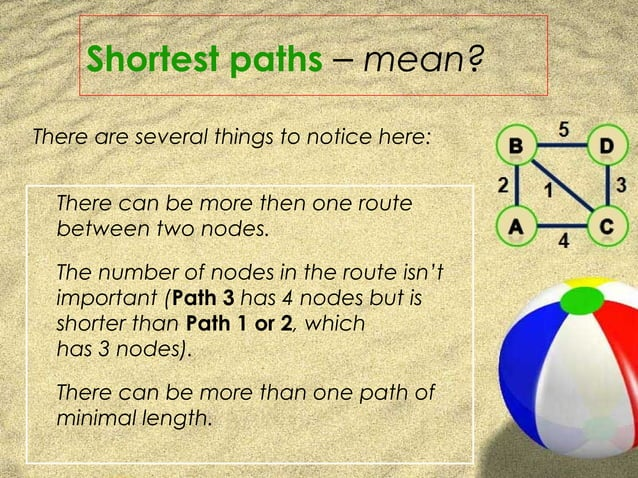 Shortest paths – mean?
There are several things to notice here:
There can be more then one route
between two nodes.
The number of nodes in the route isn't
important (Path 3 has 4 nodes but is
shorter than Path 1 or 2, which
has 3 nodes).
There can be more than one path of
minimal length.
B 5 D
2 1 3
A 4 C